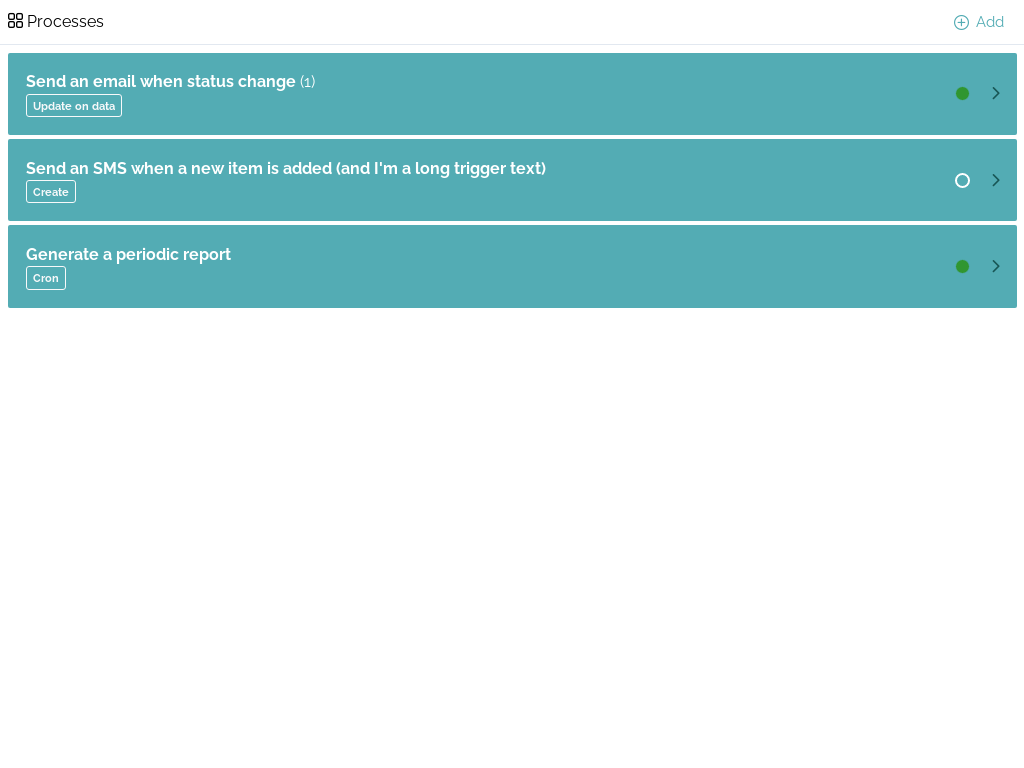 Processes
Add
Send an email when status change (1)
Update on data
Send an SMS when a new item is added (and I'm a long trigger text)
Create
Generate a periodic report
Cron